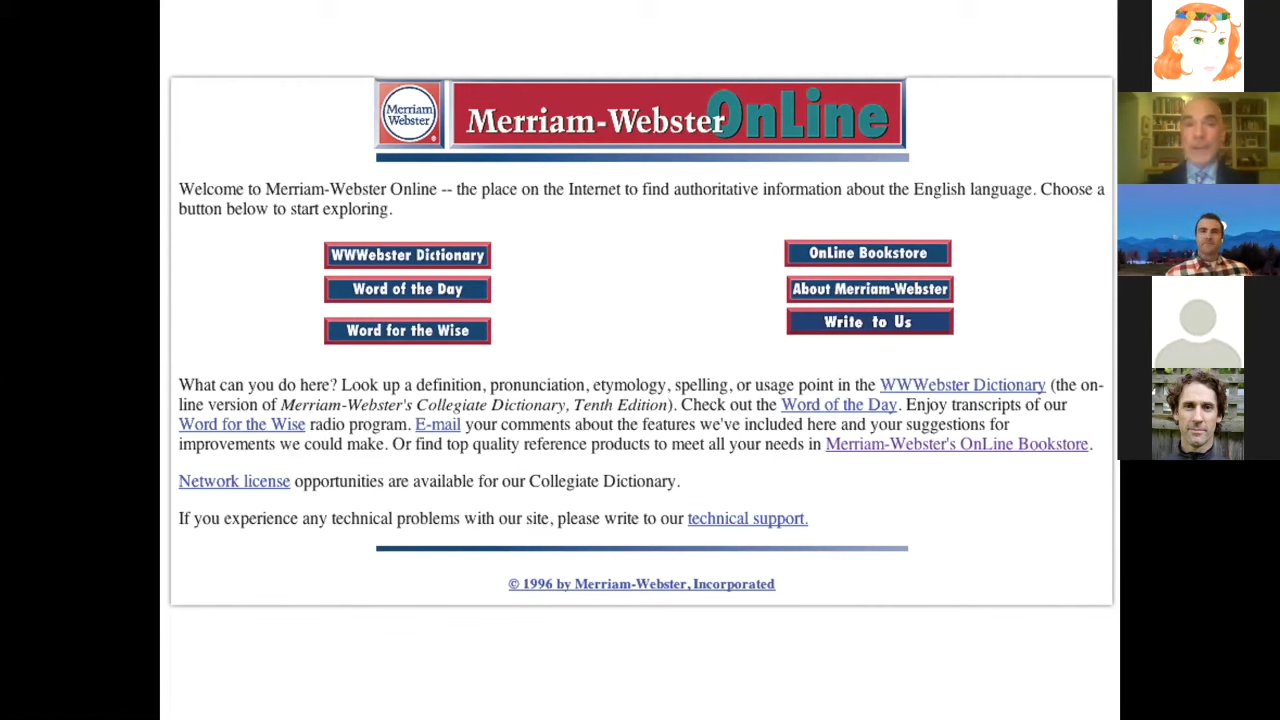 Merriam
Webster
®
Merriam-Webster OnLine
Welcome to Merriam-Webster Online -- the place on the Internet to find authoritative information about the English language. Choose a
button below to start exploring.
WWWebster Dictionary
Word of the Day
Word for the Wise
OnLine Bookstore
About Merriam-Webster
Write to Us
What can you do here? Look up a definition, pronunciation, etymology, spelling, or usage point in the WWWebster Dictionary (the on-
line version of Merriam-Webster's Collegiate Dictionary, Tenth Edition). Check out the Word of the Day. Enjoy transcripts of our
Word for the Wise radio program. E-mail your comments about the features we've included here and your suggestions for
improvements we could make. Or find top quality reference products to meet all your needs in Merriam-Webster's OnLine Bookstore.
Network license opportunities are available for our Collegiate Dictionary.
If you experience any technical problems with our site, please write to our technical support.
© 1996 by Merriam-Webster, Incorporated